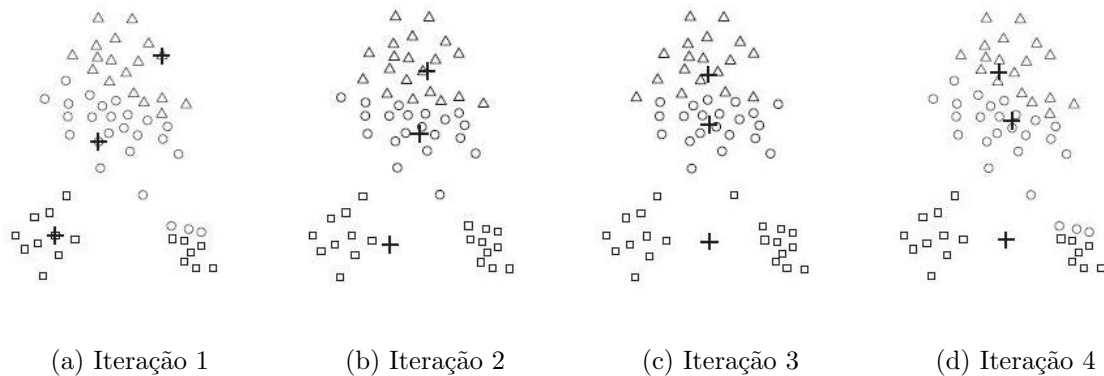 (a) Iteração 1
(b) Iteração 2
(c) Iteração 3
(d) Iteração 4